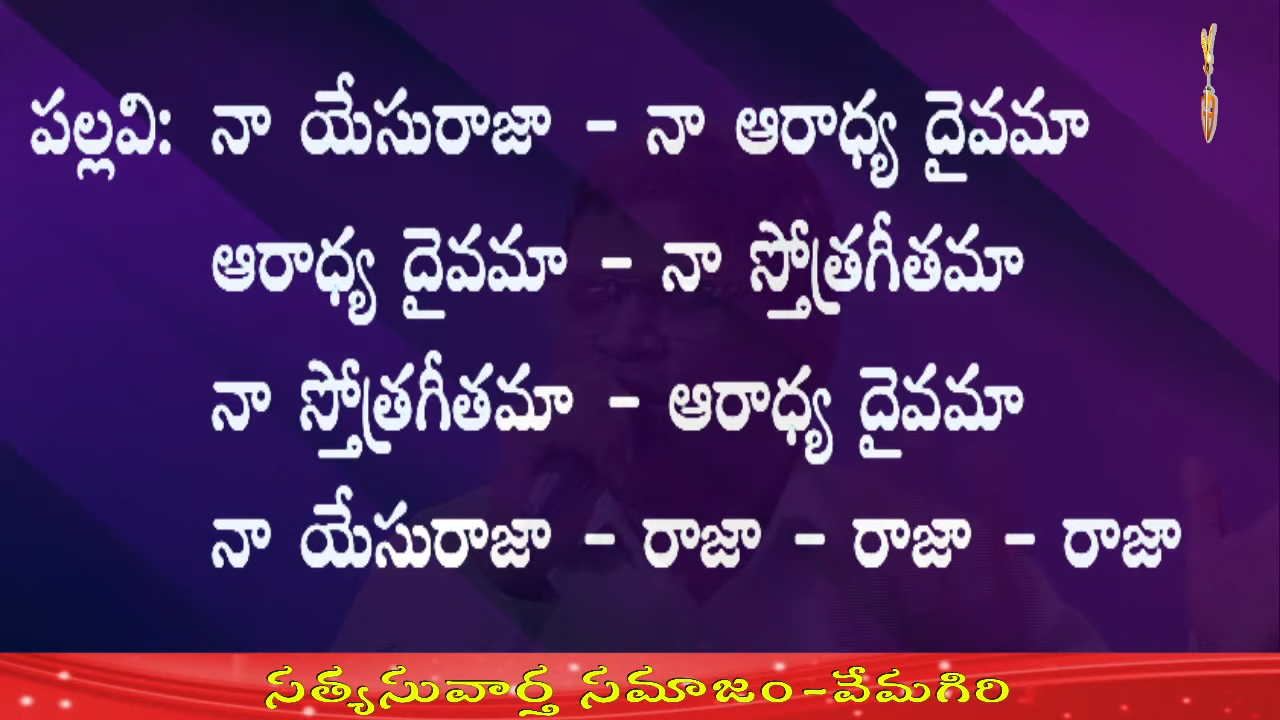 పల్లవి: నా యేసురాజా - నా ఆరాధ్య దైవమా
ఆరాధ్య దైవమా - నా స్తోత్రగీతమా
నా స్తోత్రగీతమా - ఆరాధ్య దైవమా
నా యేసురాజా - రాజా - రాజా - రాజా
సత్యసువార్త సమాజం-వేమగిరి